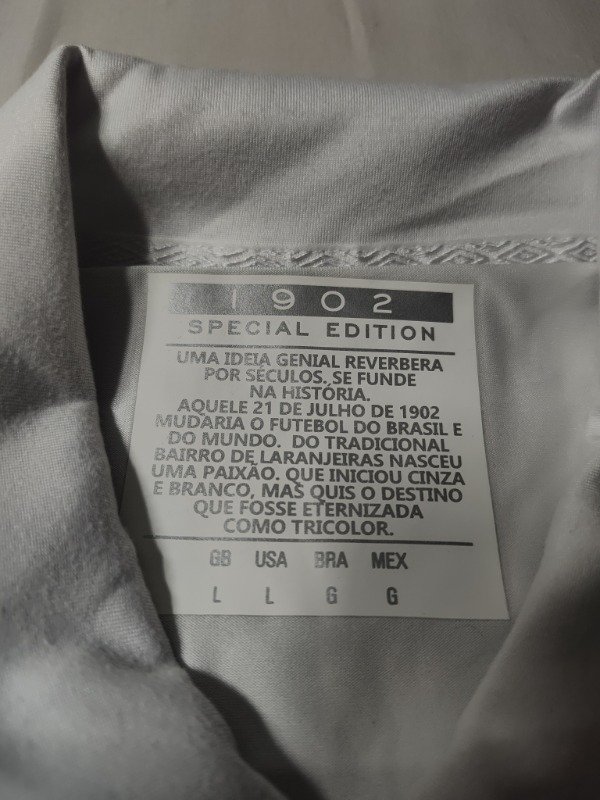 1902
SPECIAL EDITION
UMA IDEIA GENIAL REVERBERA
POR SÉCULOS. SE FUNDE
NA HISTÓRIA.
AQUELE 21 DE JULHO DE 1902
MUDARIA O FUTEBOL DO BRASIL E
DO MUNDO. DO TRADICIONAL
BAIRRO DE LARANJEIRAS NASCEU
UMA PAIXÃO. QUE INICIOU CINZA
E BRANCO, MAS QUIS O DESTINO
QUE FOSSE ETERNIZADA
COMO TRICOLOR.
GB USA BRA MEX
L L G G